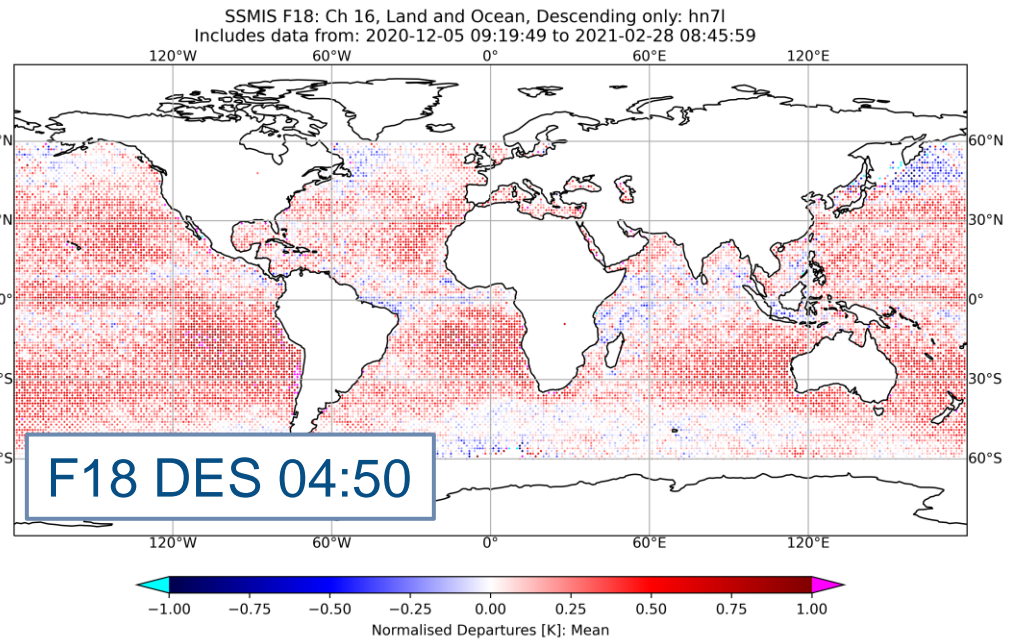 SSMIS F18: Ch 16, Land and Ocean, Descending only: hn7l
Includes data from: 2020-12-05 09:19:49 to 2021-02-28 08:45:59
120°W 60°W 0° 60°E 120°E
°N 60°N
°N 30°N
0° 0°
°S 30°S
°S 60°S
F18 DES 04:50
120°W 60°W 0° 60°E 120°E
−1.00 −0.75 −0.50 −0.25 0.00 0.25 0.50 0.75 1.00
Normalised Departures [K]: Mean